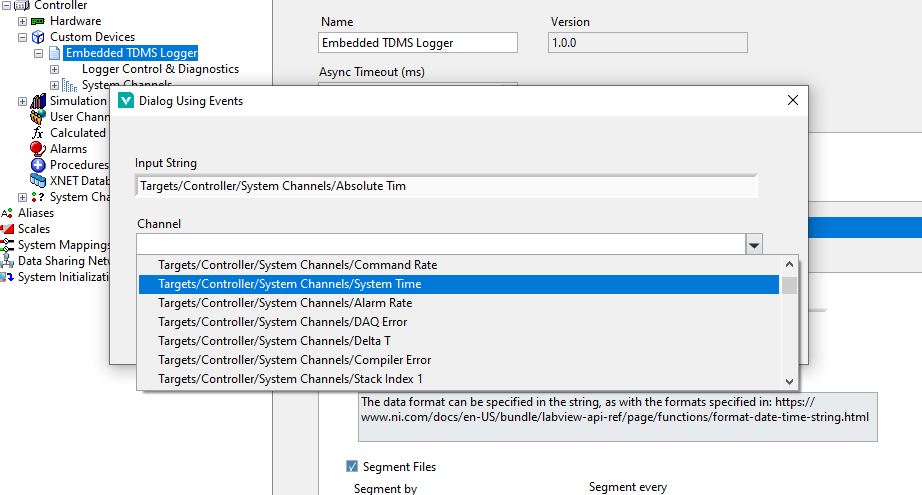 Controller
Hardware
Custom Devices
Embedded TDMS Logger
Logger Control & Diagnostics
System Channels
Simulation
User Chann
Calculated
Alarms
Procedures
XNET Datab
System Cha
Aliases
Scales
System Mappings
Data Sharing Netw
System Initializatio
Name
Version
Embedded TDMS Logger
1.0.0
Async Timeout (ms)
Dialog Using Events
Input String
Targets/Controller/System Channels/Absolute Tim
Channel
Targets/Controller/System Channels/Command Rate
Targets/Controller/System Channels/System Time
Targets/Controller/System Channels/Alarm Rate
Targets/Controller/System Channels/DAQ Error
Targets/Controller/System Channels/Delta T
Targets/Controller/System Channels/Compiler Error
Targets/Controller/System Channels/Stack Index 1
The data format can be specified in the string, as with the formats specified in: https://
www.ni.com/docs/en-US/bundle/labview-api-ref/page/functions/format-date-time-string.html
Segment Files
Segment by
Segment every